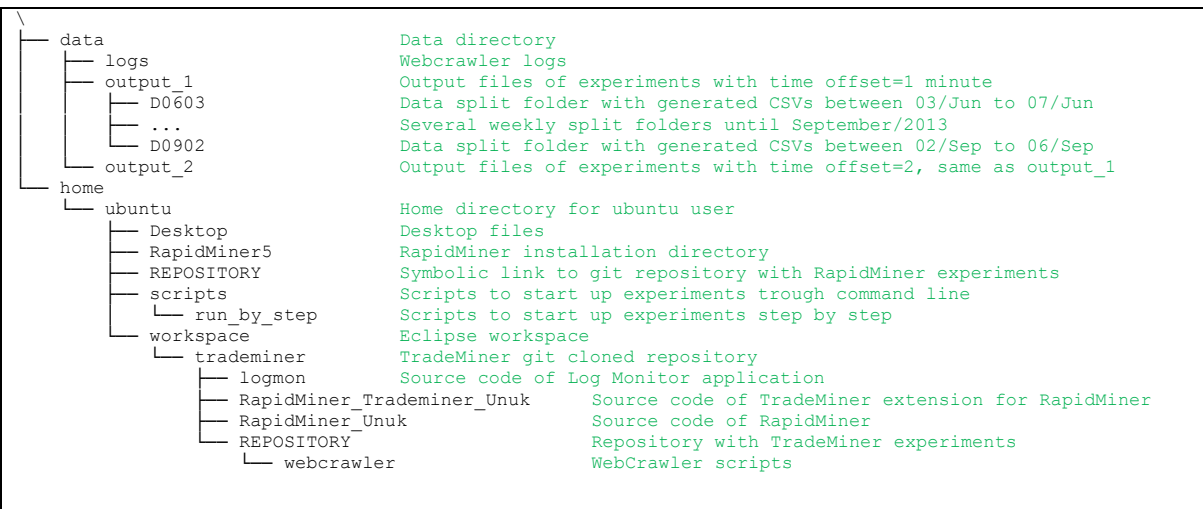 \
├── data Data directory
│ ├── logs Webcrawler logs
│ ├── output_1 Output files of experiments with time offset=1 minute
│ │ ├── D0603 Data split folder with generated CSVs between 03/Jun to 07/Jun
│ │ ├── ... Several weekly split folders until September/2013
│ │ └── D0902 Data split folder with generated CSVs between 02/Sep to 06/Sep
│ └── output_2 Output files of experiments with time offset=2, same as output_1
└── home
└── ubuntu Home directory for ubuntu user
├── Desktop Desktop files
├── RapidMiner5 RapidMiner installation directory
├── REPOSITORY Symbolic link to git repository with RapidMiner experiments
├── scripts Scripts to start up experiments trough command line
│ └── run_by_step Scripts to start up experiments step by step
└── workspace Eclipse workspace
└── trademiner TradeMiner git cloned repository
├── logmon Source code of Log Monitor application
├── RapidMiner_Trademiner_Unuk Source code of TradeMiner extension for RapidMiner
├── RapidMiner_Unuk Source code of RapidMiner
└── REPOSITORY Repository with TradeMiner experiments
└── webcrawler WebCrawler scripts